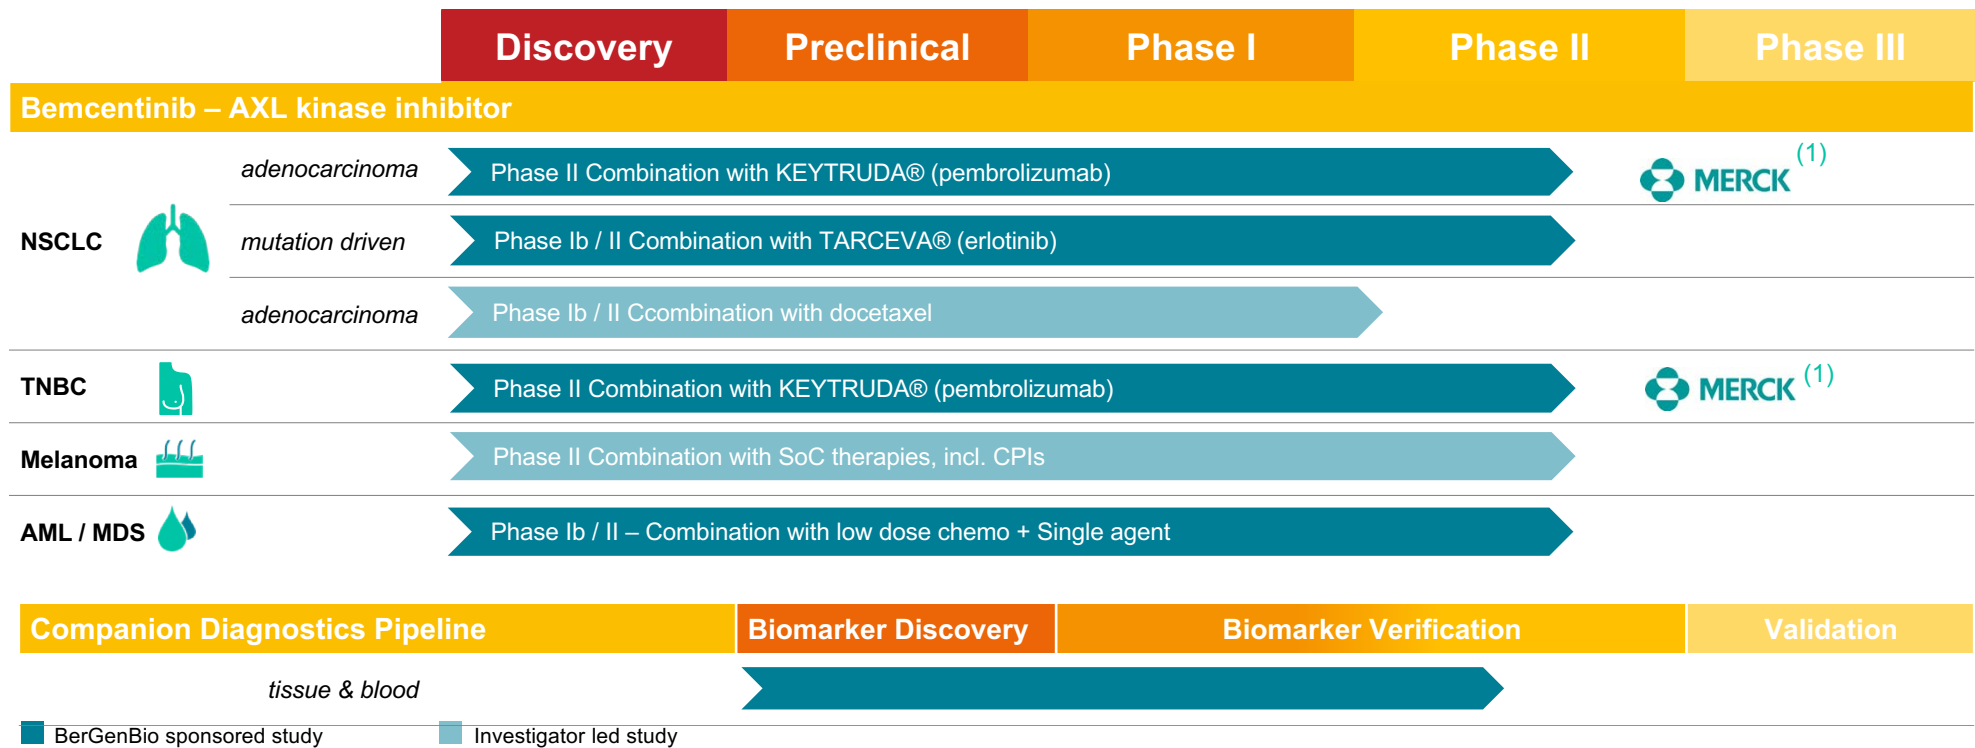 Discovery Preclinical Phase I Phase II Phase III
Bemcentinib – AXL kinase inhibitor
adenocarcinoma Phase II Combination with KEYTRUDA® (pembrolizumab) MERCK (1)
NSCLC mutation driven Phase Ib / II Combination with TARCEVA® (erlotinib)
adenocarcinoma Phase Ib / II Ccombination with docetaxel
TNBC Phase II Combination with KEYTRUDA® (pembrolizumab) MERCK (1)
Melanoma Phase II Combination with SoC therapies, incl. CPIs
AML / MDS Phase Ib / II – Combination with low dose chemo + Single agent
Companion Diagnostics Pipeline Biomarker Discovery Biomarker Verification Validation
tissue & blood
BerGenBio sponsored study Investigator led study